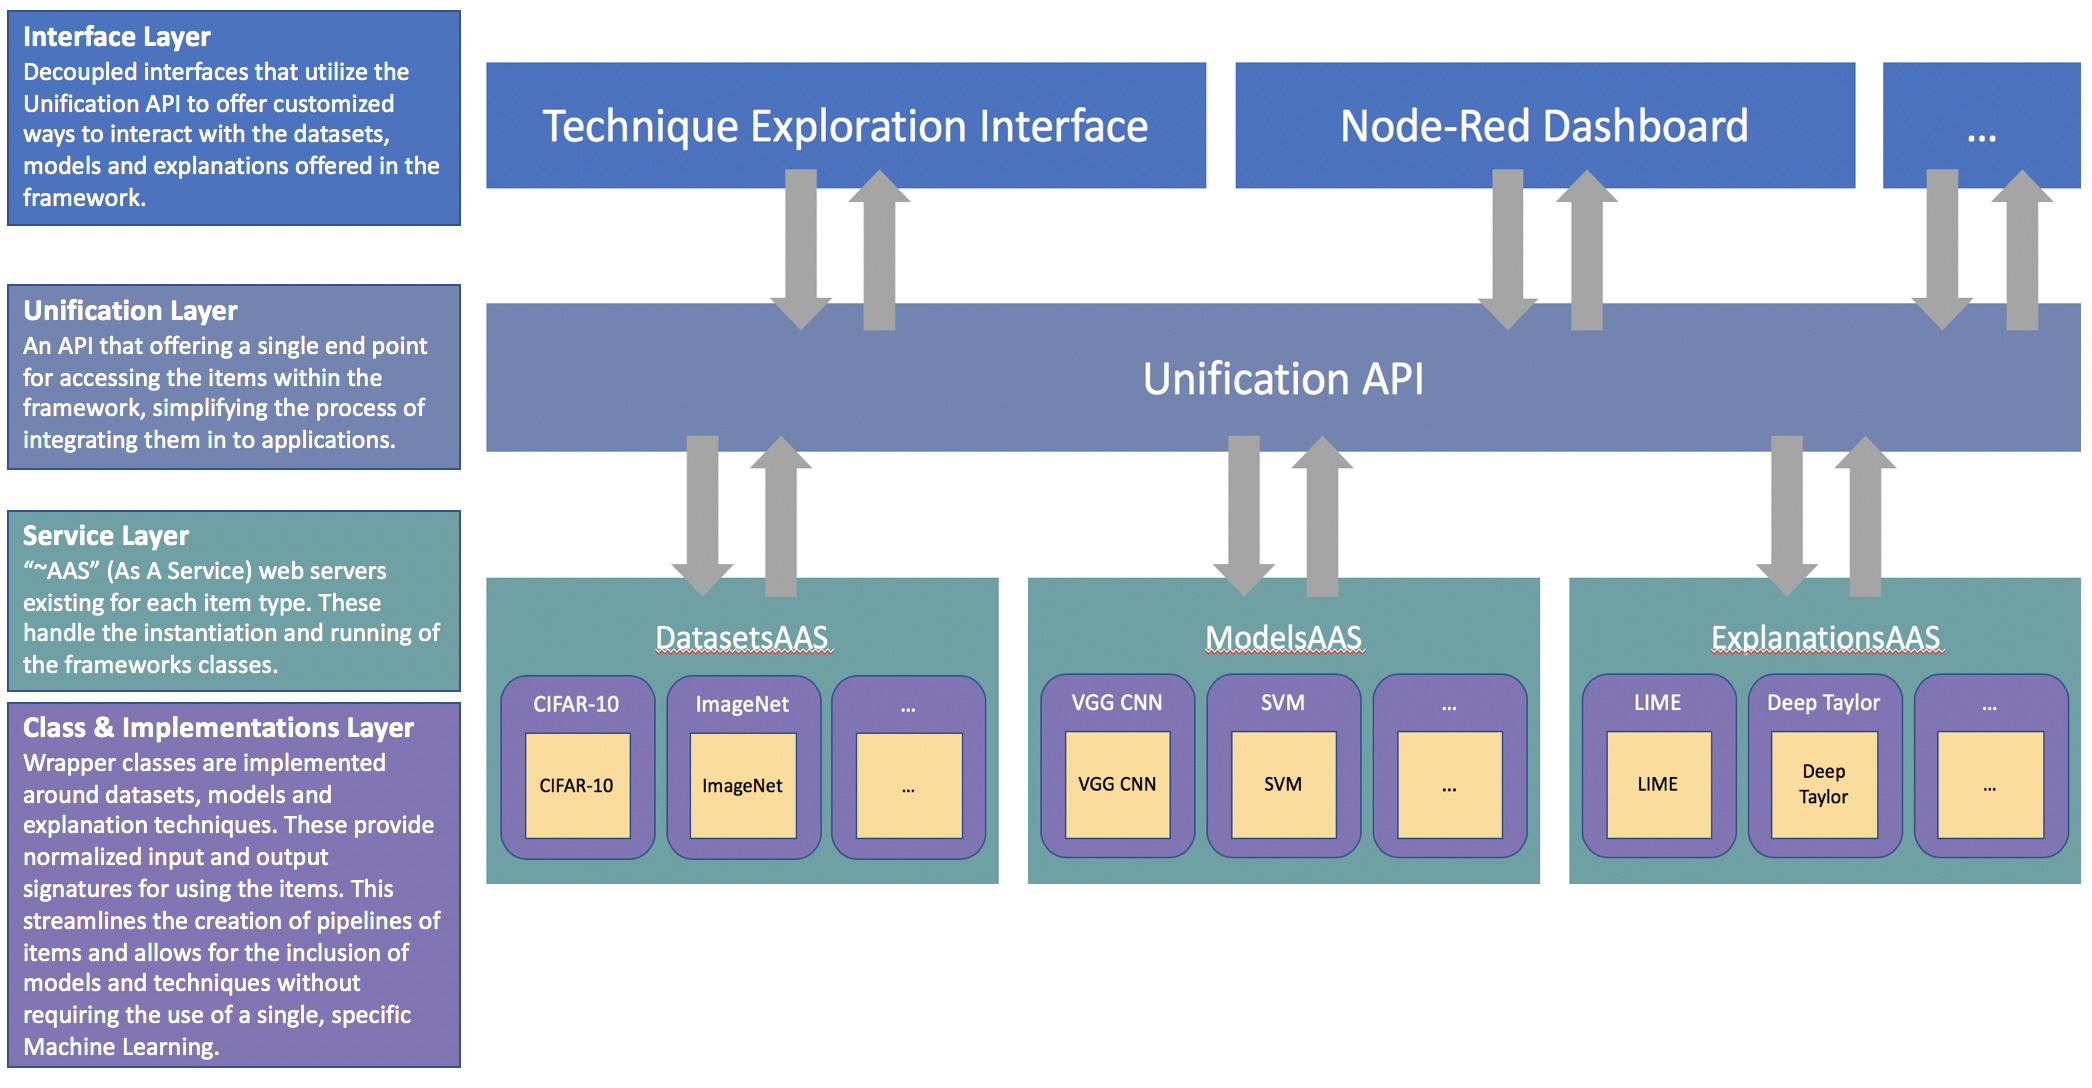 Interface Layer
Decoupled interfaces that utilize the
Unification API to offer customized
ways to interact with the datasets,
models and explanations offered in the
framework.
Technique Exploration Interface
Node-Red Dashboard
...
Unification Layer
An API that offering a single end point
for accessing the items within the
framework, simplifying the process of
integrating them in to applications.
Unification API
Service Layer
“~AAS” (As A Service) web servers
existing for each item type. These
handle the instantiation and running of
the frameworks classes.
DatasetsAAS
CIFAR-10
ImageNet
...
CIFAR-10
ImageNet
...
ModelsAAS
VGG CNN
SVM
...
VGG CNN
SVM
...
ExplanationsAAS
LIME
Deep Taylor
...
LIME
Deep
Taylor
...
Class & Implementations Layer
Wrapper classes are implemented
around datasets, models and
explanation techniques. These provide
normalized input and output
signatures for using the items. This
streamlines the creation of pipelines of
items and allows for the inclusion of
models and techniques without
requiring the use of a single, specific
Machine Learning.